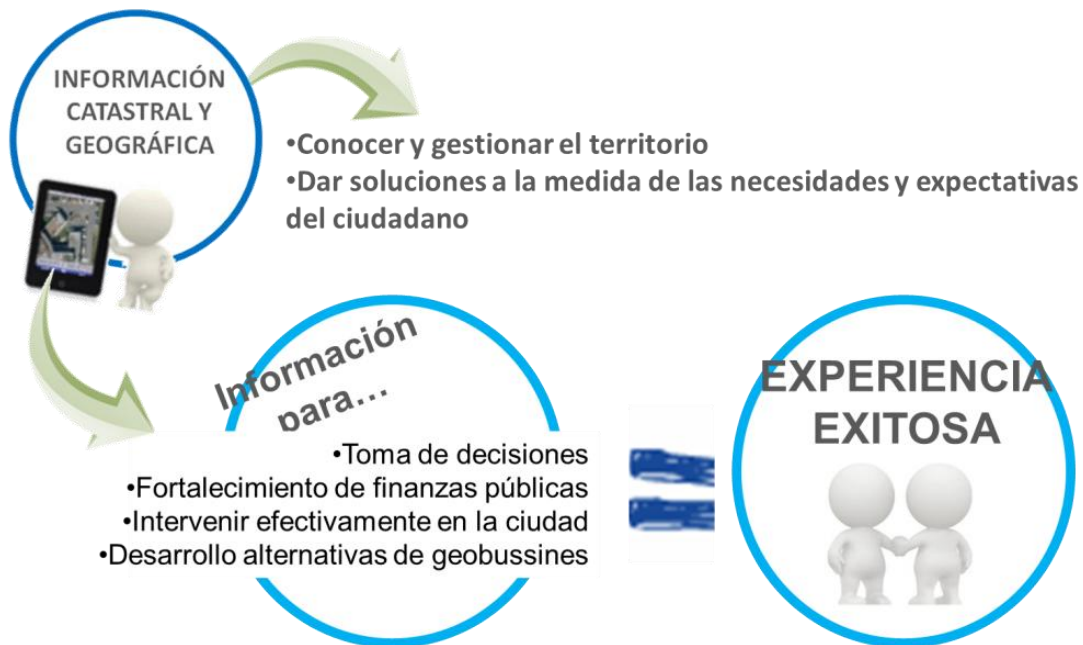 INFORMACIÓN
CATASTRAL Y
GEOGRÁFICA
•Conocer y gestionar el territorio
•Dar soluciones a la medida de las necesidades y expectativas
del ciudadano
Información
para...
•Toma de decisiones
•Fortalecimiento de finanzas públicas
•Intervenir efectivamente en la ciudad
•Desarrollo alternativas de geobussines
EXPERIENCIA
EXITOSA